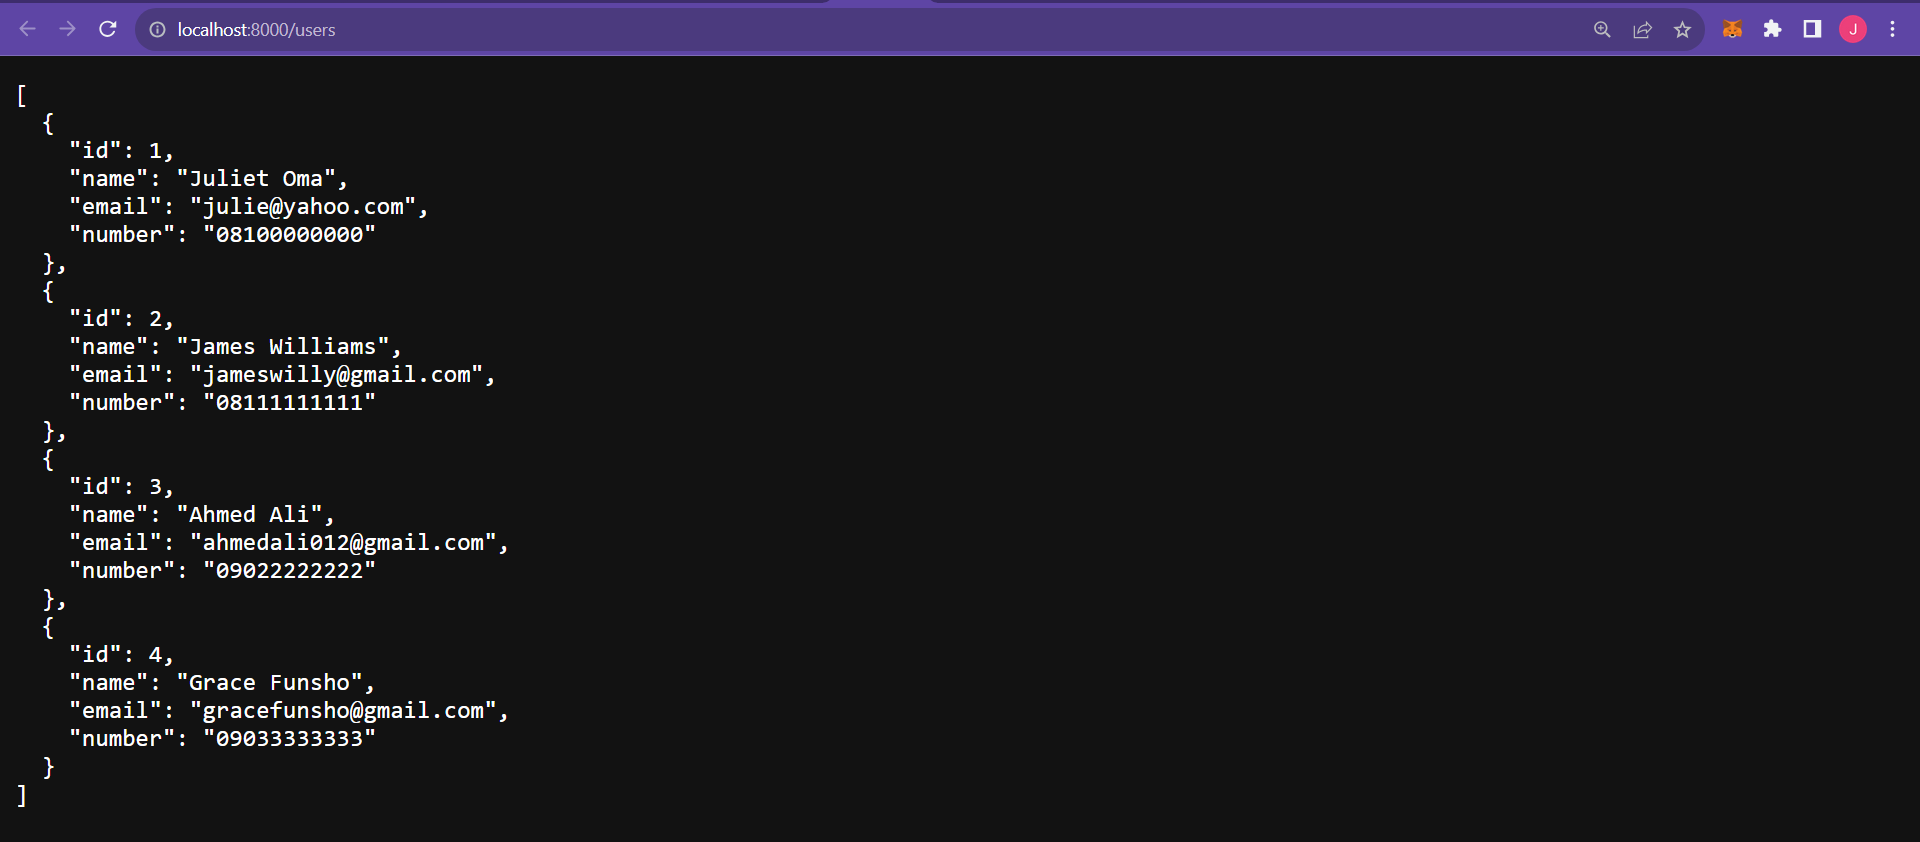 localhost:8000/users
J
[
  {
    "id": 1,
    "name": "Juliet Oma",
    "email": "julie@yahoo.com",
    "number": "08100000000"
  },
  {
    "id": 2,
    "name": "James Williams",
    "email": "jameswilly@gmail.com",
    "number": "08111111111"
  },
  {
    "id": 3,
    "name": "Ahmed Ali",
    "email": "ahmedali012@gmail.com",
    "number": "09022222222"
  },
  {
    "id": 4,
    "name": "Grace Funsho",
    "email": "gracefunsho@gmail.com",
    "number": "09033333333"
  }
]